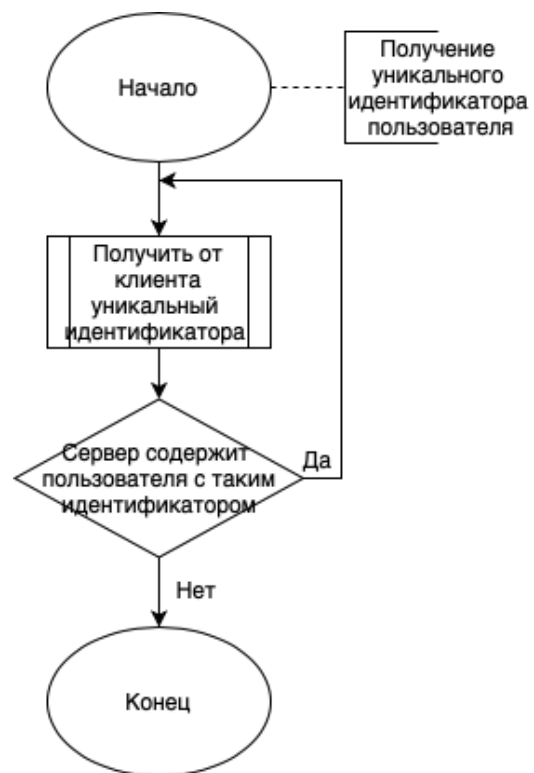 Начало
Получение
уникального
идентификатора
пользователя
Получить от
клиента
уникальный
идентификатора
Сервер содержит
пользователя с таким
идентификатором
Да
Нет
Конец